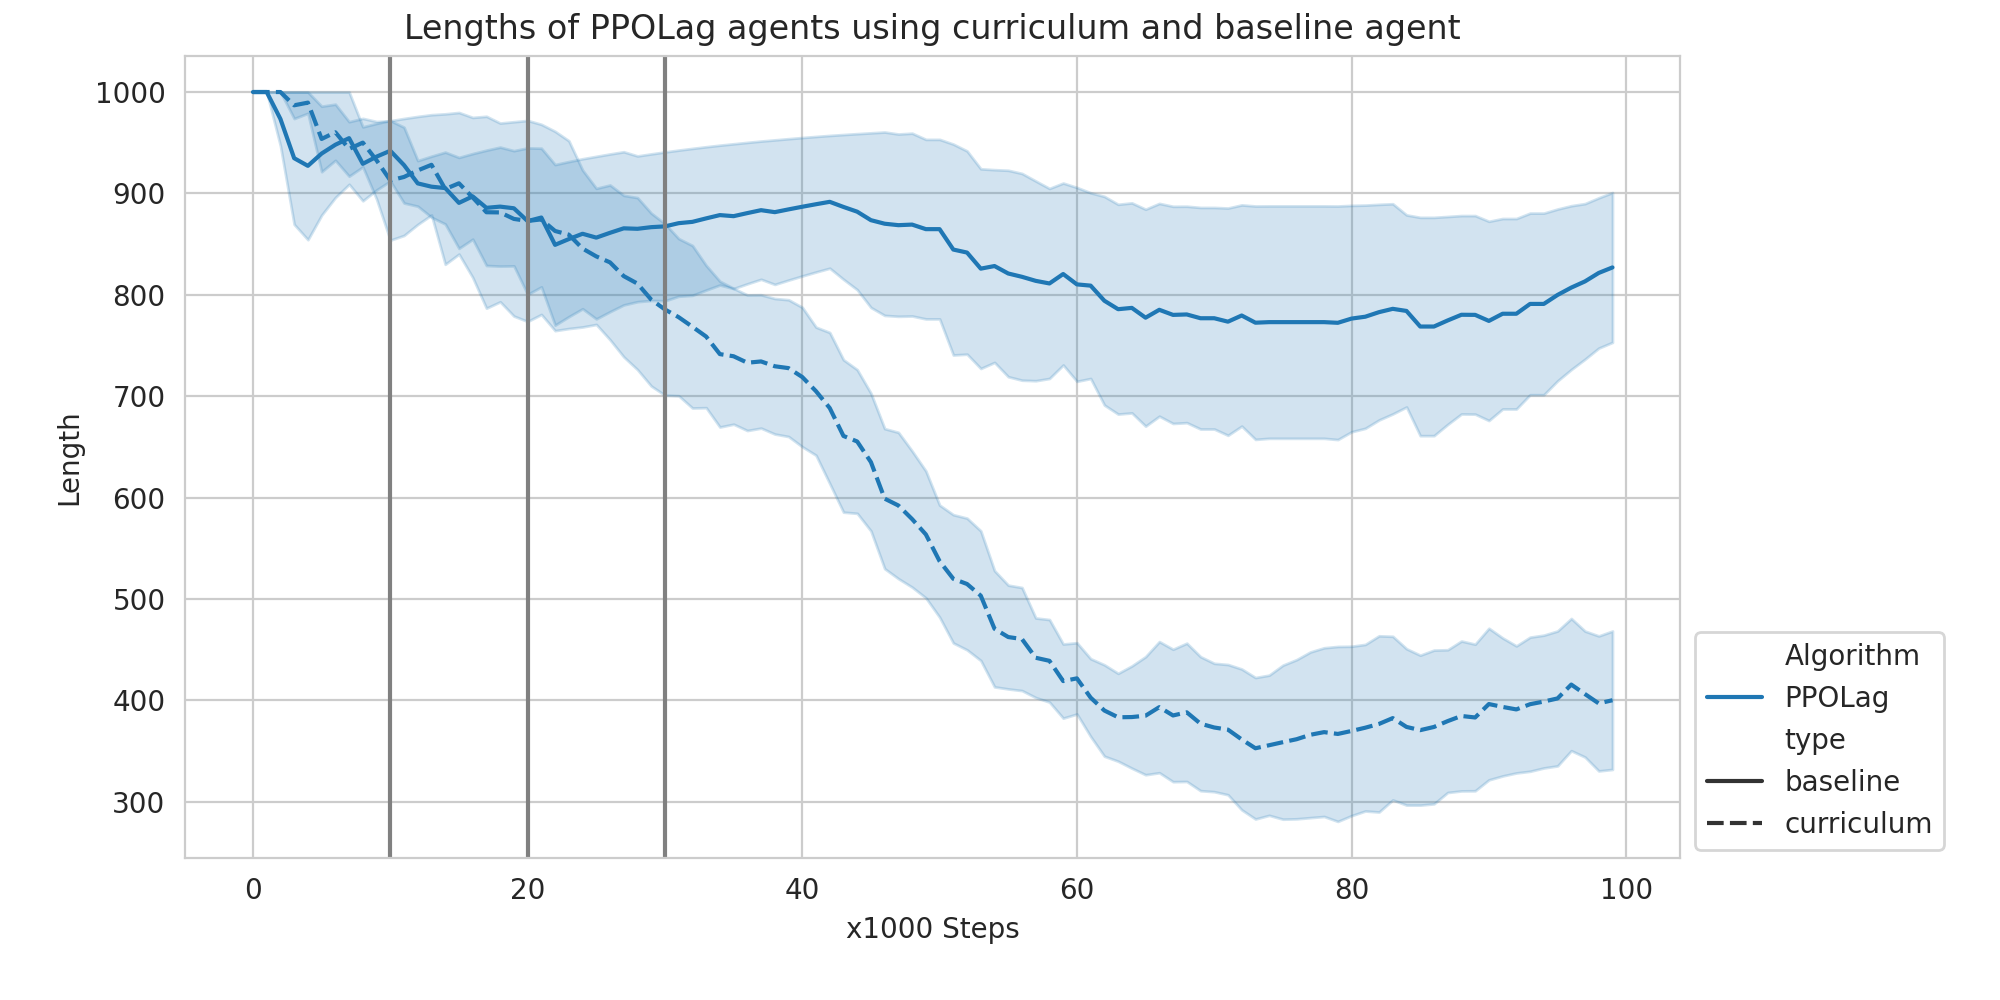 Lengths of PPOLag agents using curriculum and baseline agent
1000
900
800
700
600
500
400
300
Length
0 20 40 60 80 100
x1000 Steps
Algorithm
PPOLag
type
baseline
curriculum